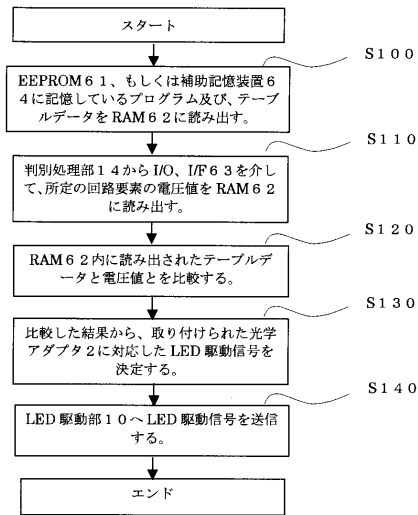 スタート
S100
EEPROM61、もしくは補助記憶装置6
4に記憶しているプログラム及び、テー
ブルデータをRAM62に読み出す。
S110
判別処理部14からI/O、I/F63を介し
て、所定の回路要素の電圧値をRAM62
に読み出す。
S120
RAM62内に読み出されたテーブルデ
ータと電圧値とを比較する。
S130
比較した結果から、取り付けられた光学
アダプタ2に対応したLED駆動信号を
決定する。
S140
LED駆動部10へLED駆動信号を送信
する。
エンド